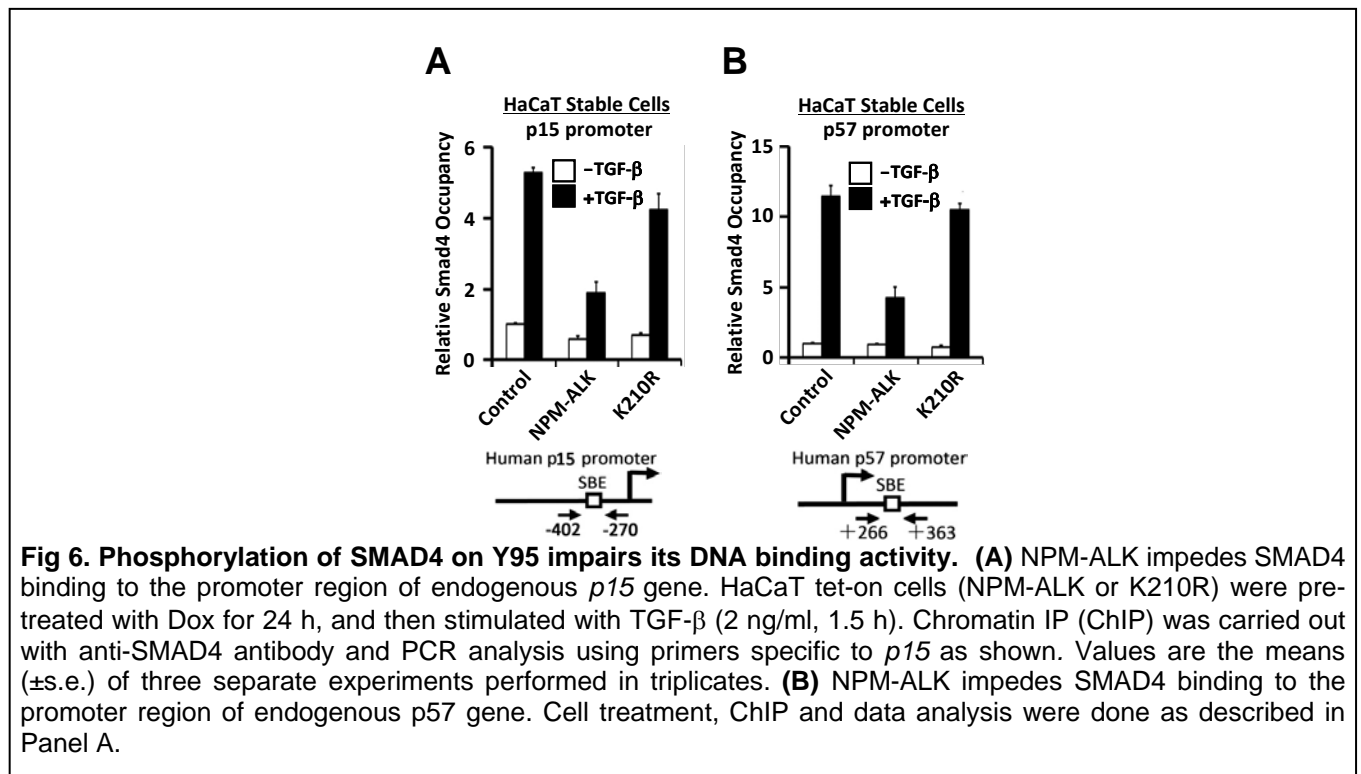 A
HaCaT Stable Cells
p15 promoter
Relative Smad4 Occupancy
6
4
2
0
–TGF-β
+TGF-β
Control
NPM-ALK
K210R
Human p15 promoter
SBE
-402
-270
B
HaCaT Stable Cells
p57 promoter
Relative Smad4 Occupancy
15
10
5
0
–TGF-β
+TGF-β
Control
NPM-ALK
K210R
Human p57 promoter
SBE
+266
+363
Fig 6. Phosphorylation of SMAD4 on Y95 impairs its DNA binding activity. (A) NPM-ALK impedes SMAD4
binding to the promoter region of endogenous p15 gene. HaCaT tet-on cells (NPM-ALK or K210R) were pre-
treated with Dox for 24 h, and then stimulated with TGF-β (2 ng/ml, 1.5 h). Chromatin IP (ChIP) was carried out
with anti-SMAD4 antibody and PCR analysis using primers specific to p15 as shown. Values are the means
(±s.e.) of three separate experiments performed in triplicates. (B) NPM-ALK impedes SMAD4 binding to the
promoter region of endogenous p57 gene. Cell treatment, ChIP and data analysis were done as described in
Panel A.